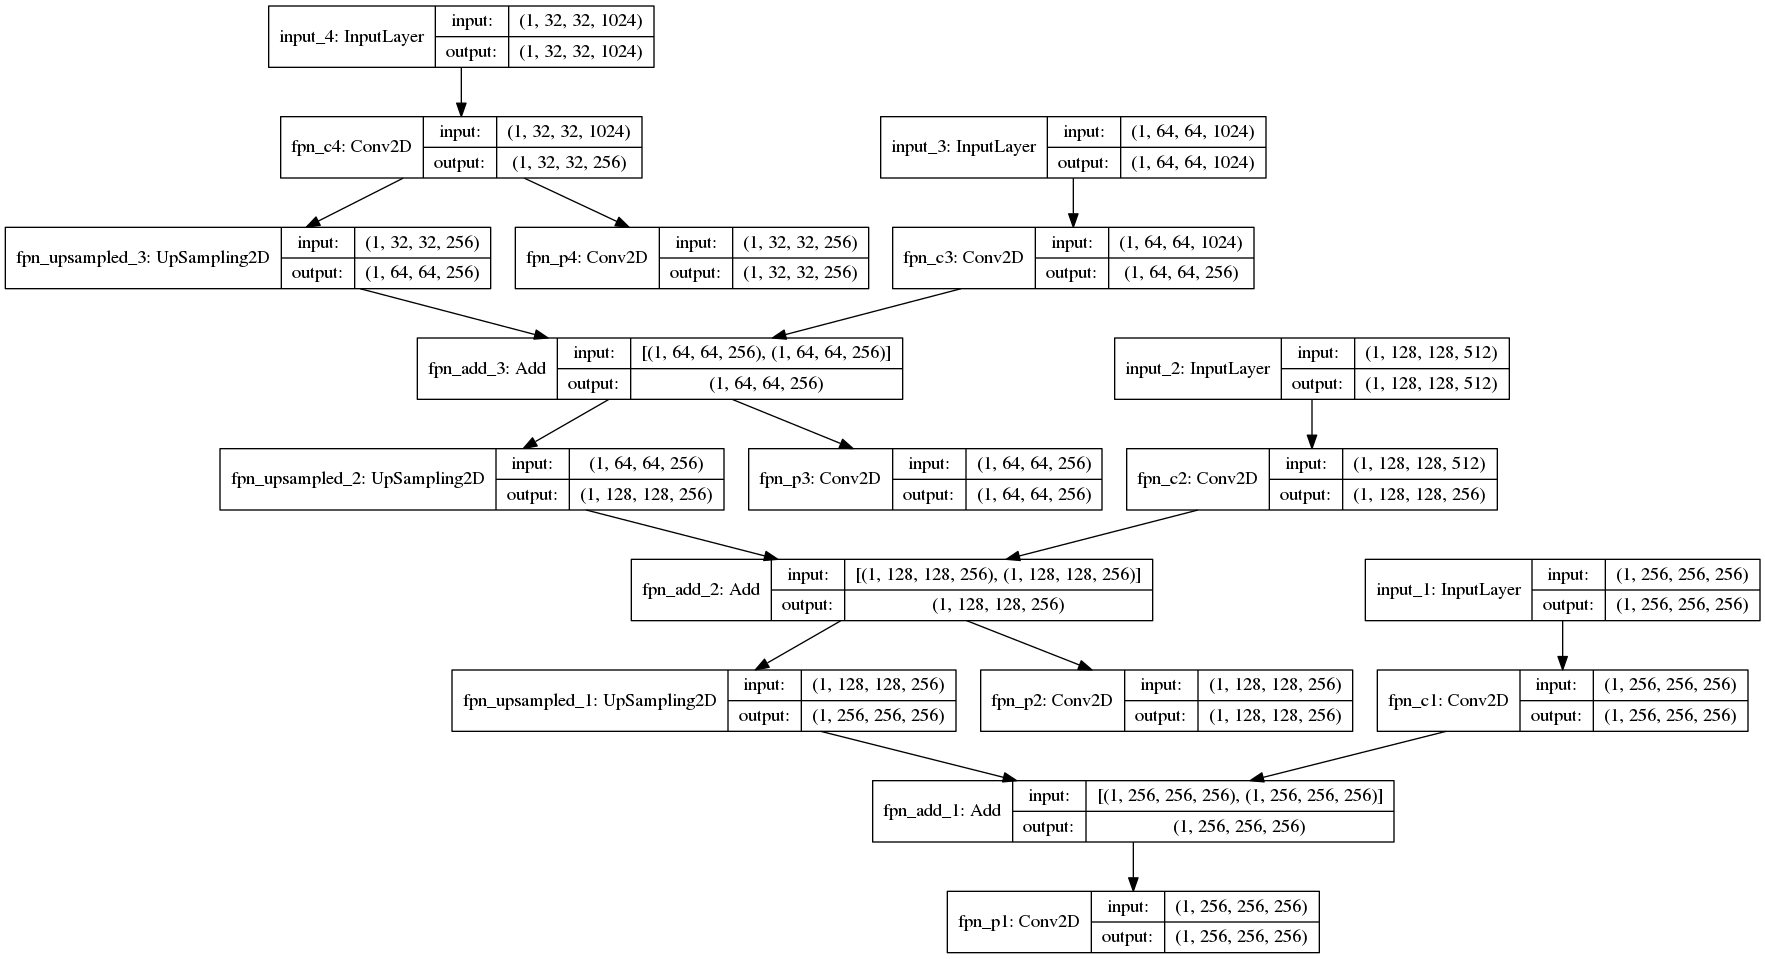 input_4: InputLayer
input: (1, 32, 32, 1024)
output: (1, 32, 32, 1024)
fpn_c4: Conv2D
input: (1, 32, 32, 1024)
output: (1, 32, 32, 256)
input_3: InputLayer
input: (1, 64, 64, 1024)
output: (1, 64, 64, 1024)
fpn_upsampled_3: UpSampling2D
input: (1, 32, 32, 256)
output: (1, 64, 64, 256)
fpn_p4: Conv2D
input: (1, 32, 32, 256)
output: (1, 32, 32, 256)
fpn_c3: Conv2D
input: (1, 64, 64, 1024)
output: (1, 64, 64, 256)
fpn_add_3: Add
input: [(1, 64, 64, 256), (1, 64, 64, 256)]
output: (1, 64, 64, 256)
input_2: InputLayer
input: (1, 128, 128, 512)
output: (1, 128, 128, 512)
fpn_upsampled_2: UpSampling2D
input: (1, 64, 64, 256)
output: (1, 128, 128, 256)
fpn_p3: Conv2D
input: (1, 64, 64, 256)
output: (1, 64, 64, 256)
fpn_c2: Conv2D
input: (1, 128, 128, 512)
output: (1, 128, 128, 256)
fpn_add_2: Add
input: [(1, 128, 128, 256), (1, 128, 128, 256)]
output: (1, 128, 128, 256)
input_1: InputLayer
input: (1, 256, 256, 256)
output: (1, 256, 256, 256)
fpn_upsampled_1: UpSampling2D
input: (1, 128, 128, 256)
output: (1, 256, 256, 256)
fpn_p2: Conv2D
input: (1, 128, 128, 256)
output: (1, 128, 128, 256)
fpn_c1: Conv2D
input: (1, 256, 256, 256)
output: (1, 256, 256, 256)
fpn_add_1: Add
input: [(1, 256, 256, 256), (1, 256, 256, 256)]
output: (1, 256, 256, 256)
fpn_p1: Conv2D
input: (1, 256, 256, 256)
output: (1, 256, 256, 256)